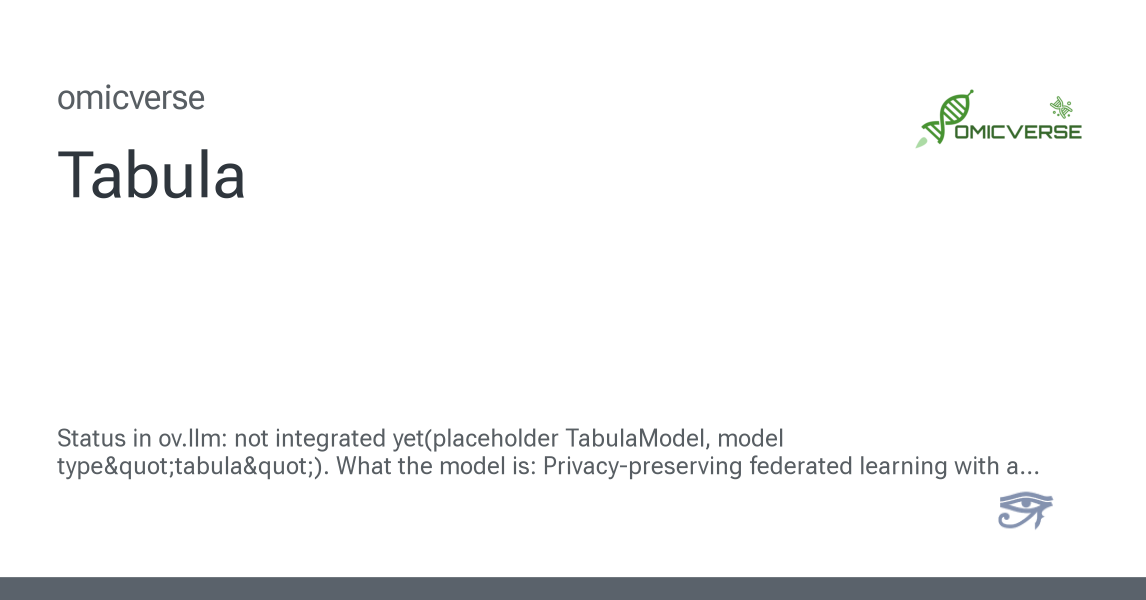 omicverse
OMICVERSE
Tabula
Status in ov.llm: not integrated yet(placeholder TabulaModel, model
type&quot;tabula&quot;). What the model is: Privacy-preserving federated learning with a...